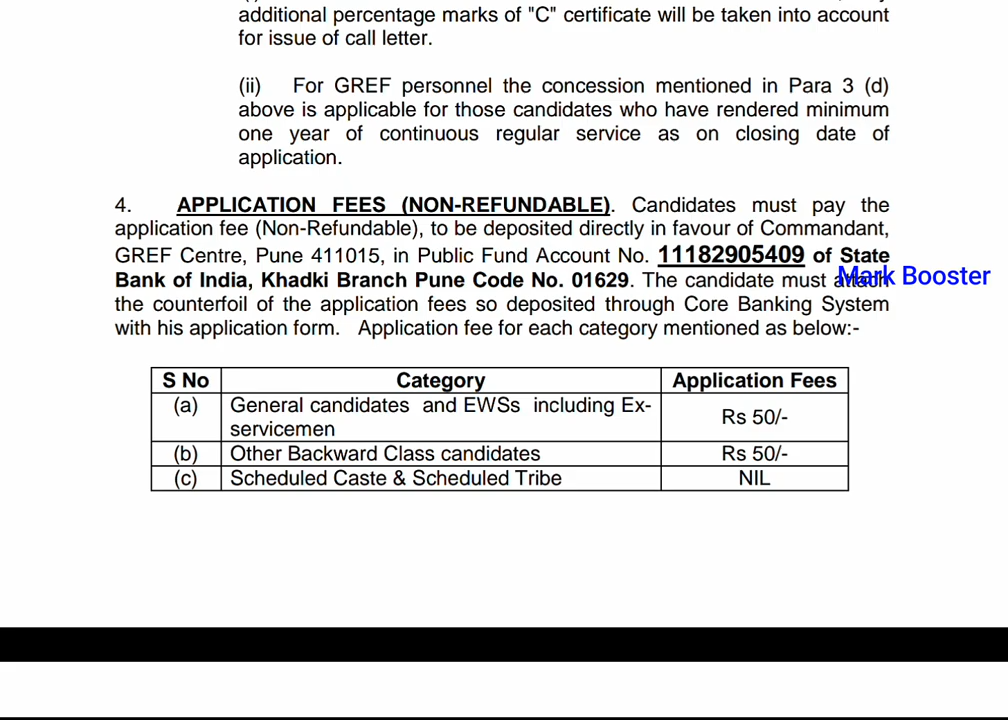 additional percentage marks of "C" certificate will be taken into account
for issue of call letter.
(ii) For GREF personnel the concession mentioned in Para 3 (d)
above is applicable for those candidates who have rendered minimum
one year of continuous regular service as on closing date of
application.
4. APPLICATION FEES (NON-REFUNDABLE). Candidates must pay the
application fee (Non-Refundable), to be deposited directly in favour of Commandant,
GREF Centre, Pune 411015, in Public Fund Account No. 11182905409 of State
Bank of India, Khadki Branch Pune Code No. 01629. The candidate must attach
Mark Booster
the counterfoil of the application fees so deposited through Core Banking System
with his application form. Application fee for each category mentioned as below:-
S No Category Application Fees
(a) General candidates and EWSs including Ex-
servicemen Rs 50/-
(b) Other Backward Class candidates Rs 50/-
(c) Scheduled Caste & Scheduled Tribe NIL